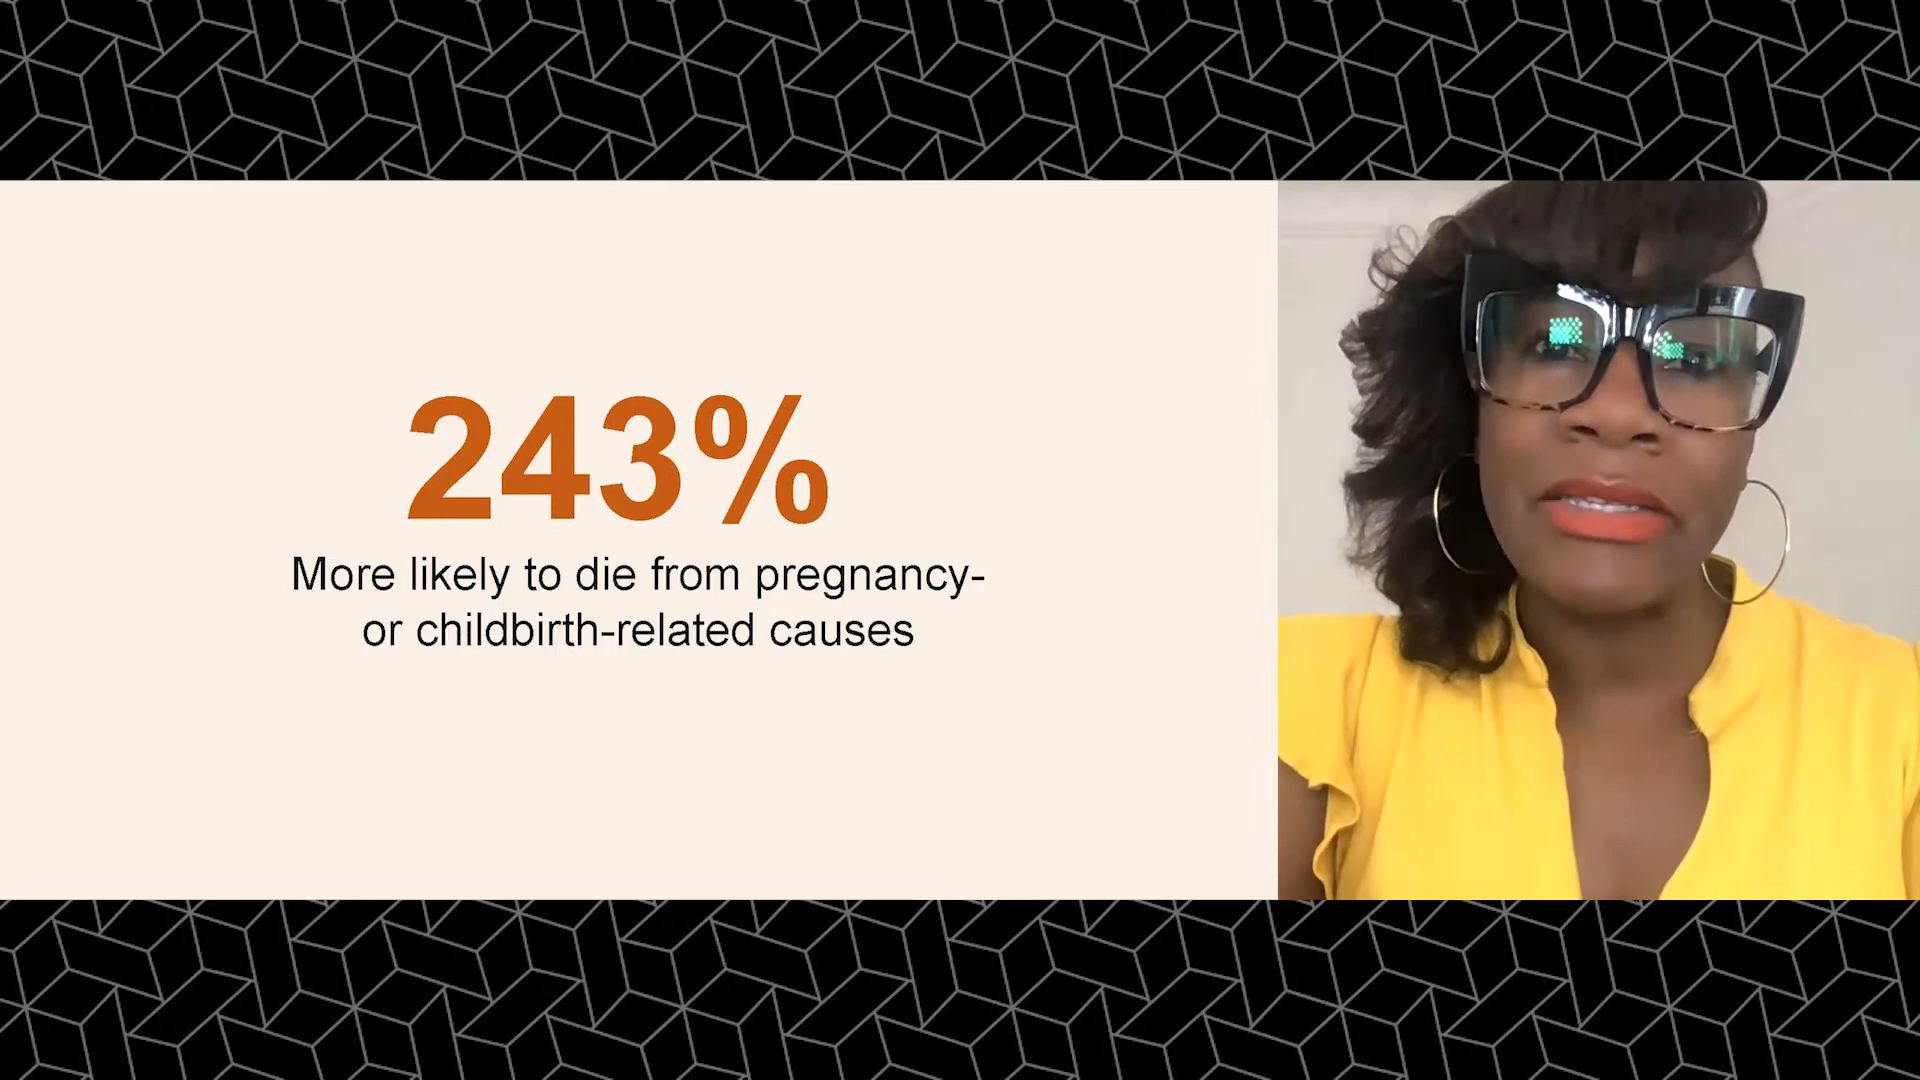 243%
More likely to die from pregnancy-
or childbirth-related causes